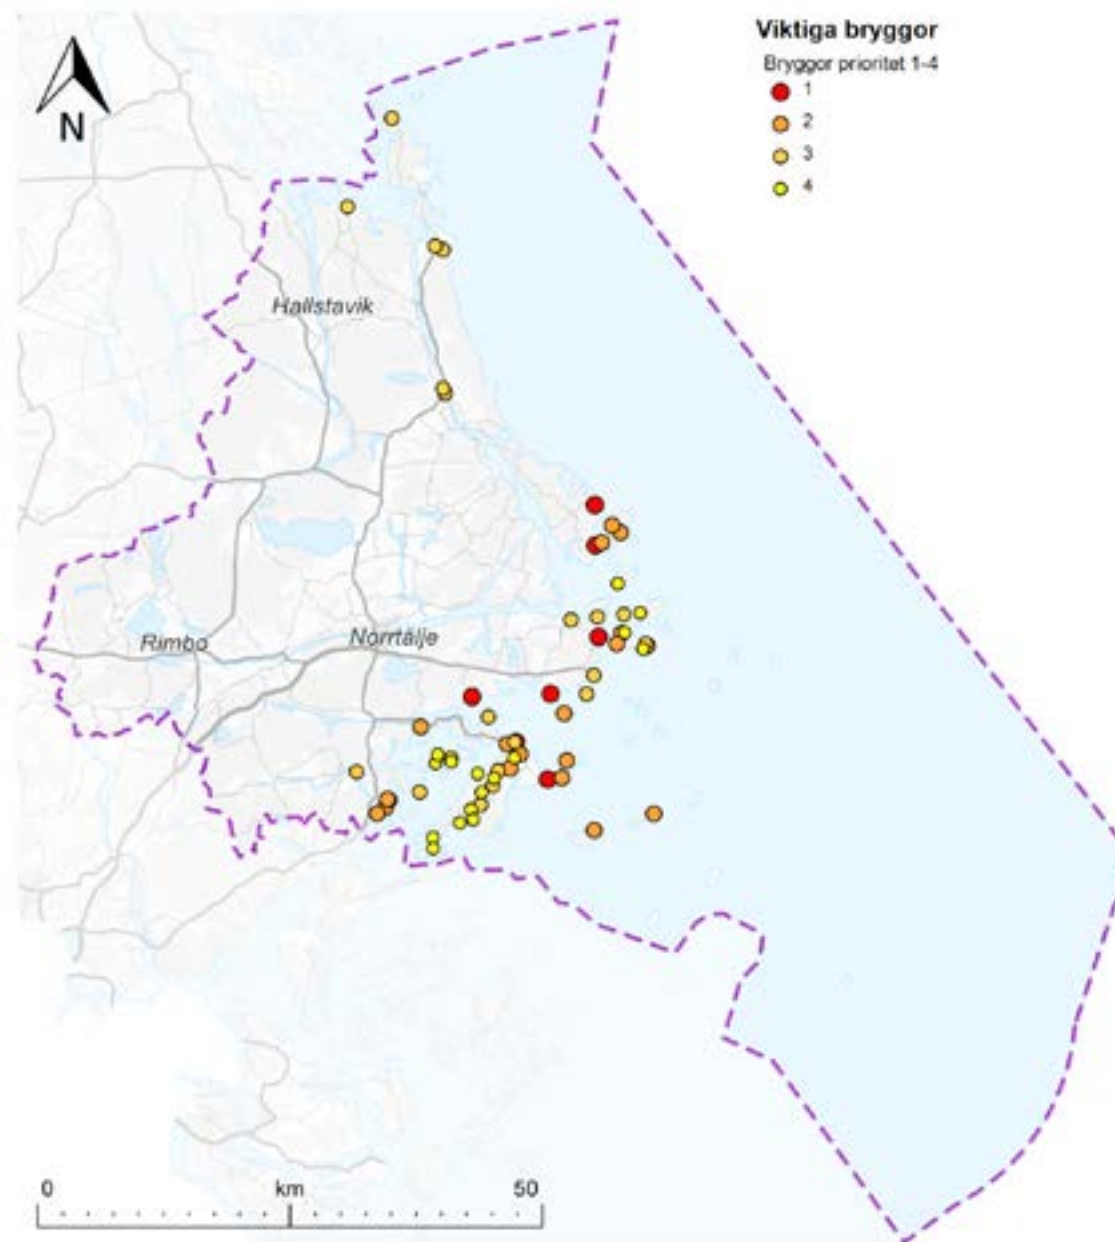 Viktiga bryggor
Bryggor prioritet 1-4
1
2
3
4
N
Hallstavik
Rimbo
Norrtälje
0 km 50